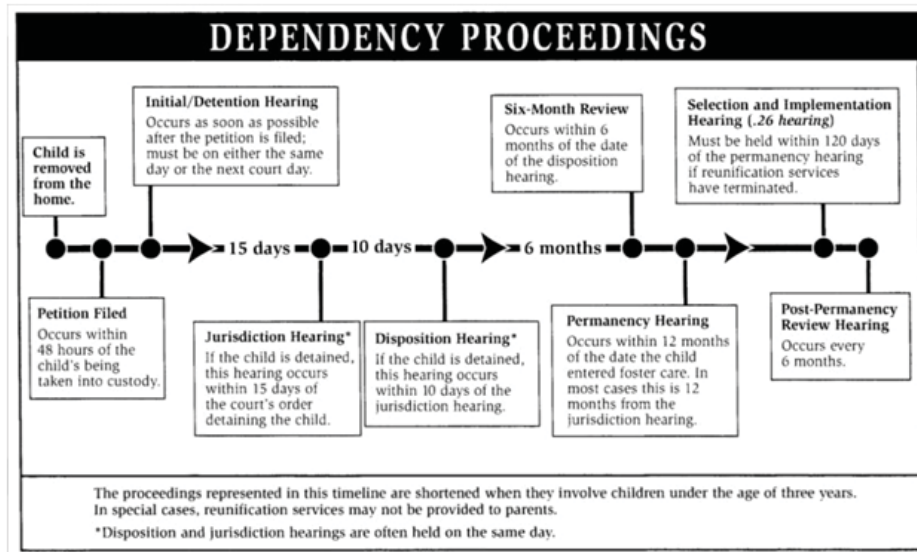 DEPENDENCY PROCEEDINGS
Child is
removed
from the
home.
Petition Filed
Occurs within
48 hours of the
child's being
taken into custody.
Initial/Detention Hearing
Occurs as soon as possible
after the petition is filed;
must be on either the same
day or the next court day.
15 days
Jurisdiction Hearing*
If the child is detained,
this hearing occurs
within 15 days of
the court's order
detaining the child.
10 days
Disposition Hearing*
If the child is detained,
this hearing occurs
within 10 days of the
jurisdiction hearing.
6 months
Six-Month Review
Occurs within 6
months of the date
of the disposition
hearing.
Permanency Hearing
Occurs within 12 months
of the date the child
entered foster care. In
most cases this is 12
months from the
jurisdiction hearing.
Selection and Implementation
Hearing (.26 hearing)
Must be held within 120 days
of the permanency hearing
if reunification services
have terminated.
Post-Permanency
Review Hearing
Occurs every
6 months.
The proceedings represented in this timeline are shortened when they involve children under the age of three years.
In special cases, reunification services may not be provided to parents.
*Disposition and jurisdiction hearings are often held on the same day.